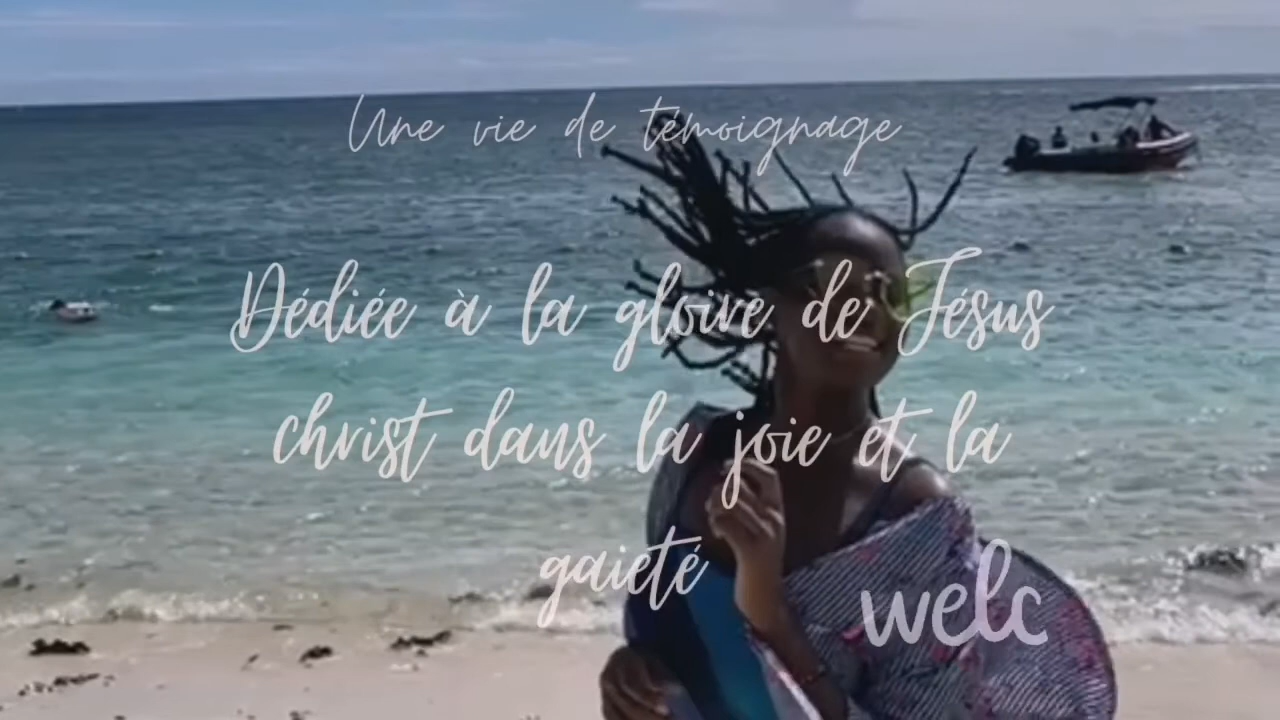 Une vie de témoignage
Dédiée à la gloire de Jésus
christ dans la joie et la
gaieté
welc